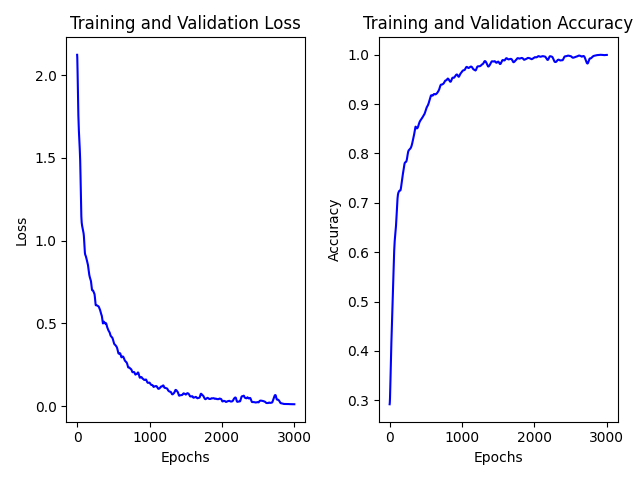 Training and Validation Loss
2.0
1.5
1.0
0.5
0.0
Loss
0 1000 2000 3000
Epochs
Training and Validation Accuracy
1.0
0.9
0.8
0.7
0.6
0.5
0.4
0.3
Accuracy
0 1000 2000 3000
Epochs